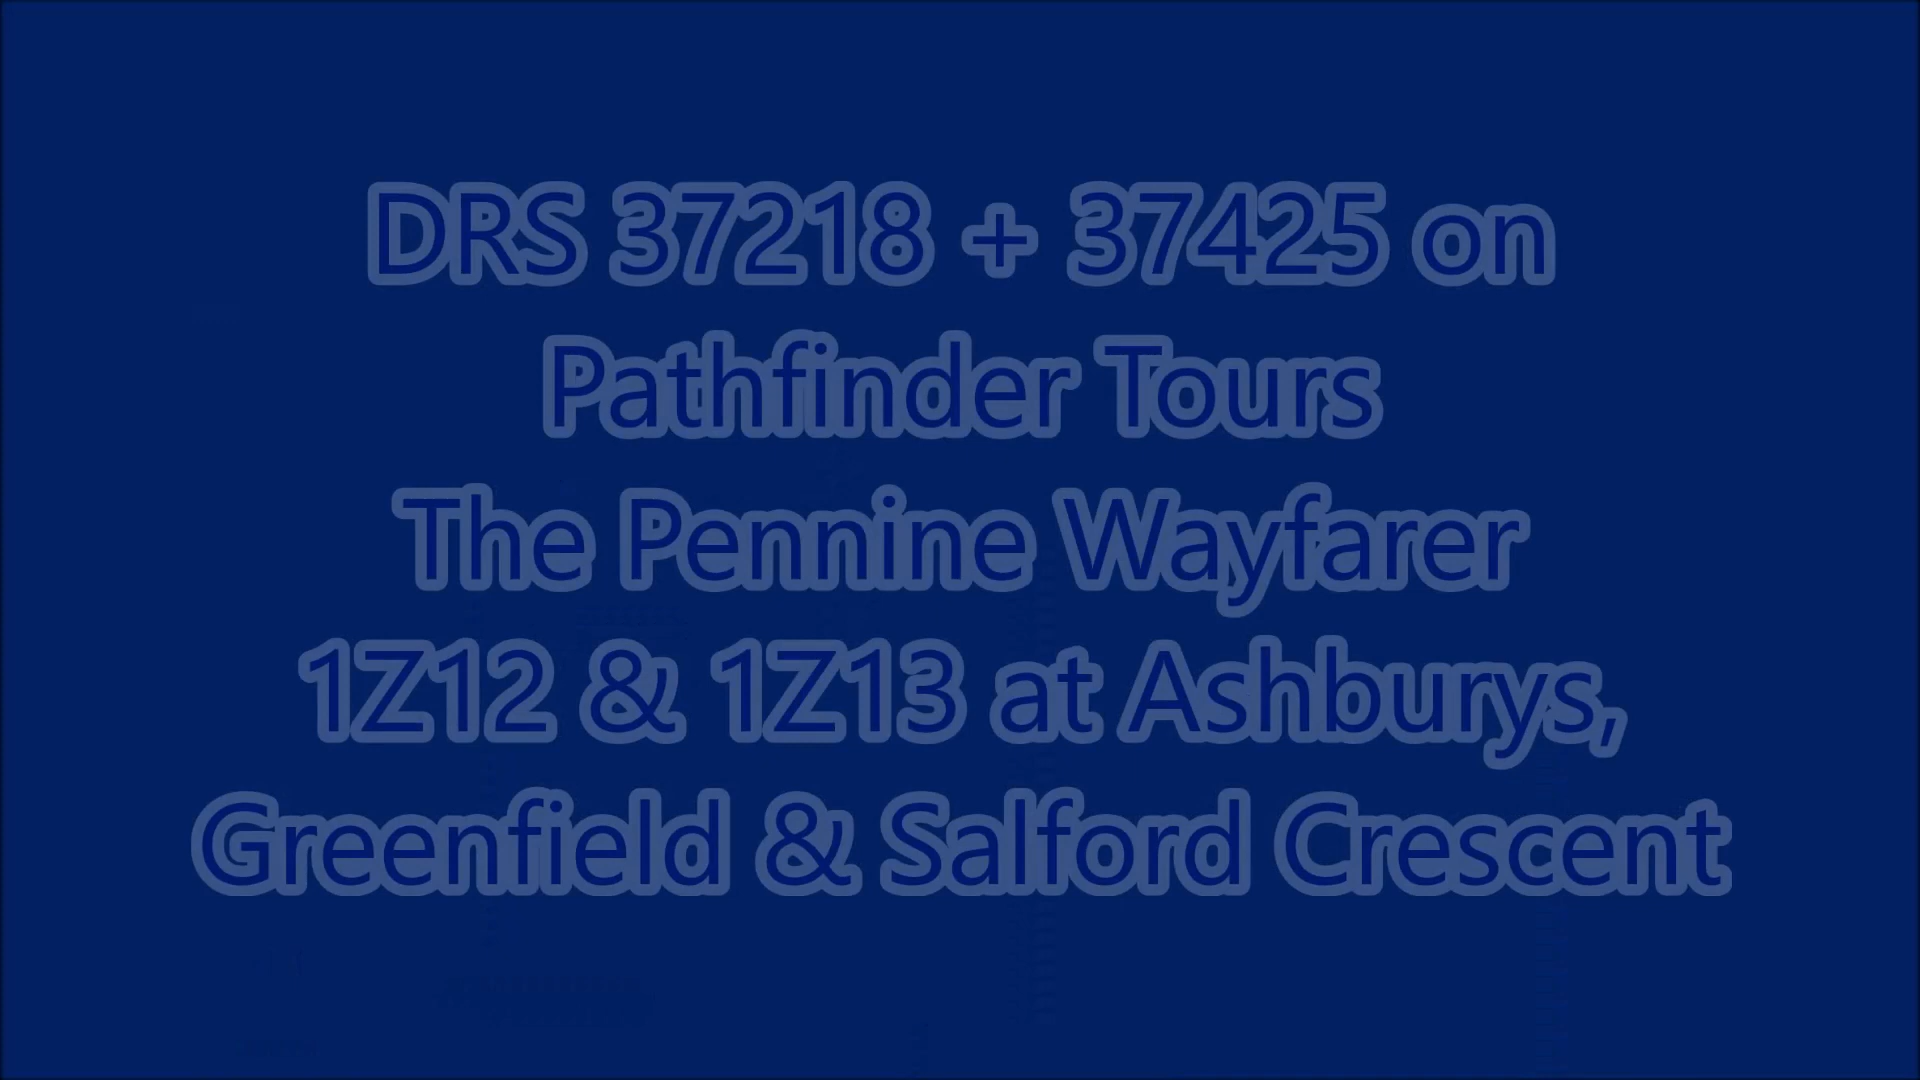 DRS 37218 + 37425 on
Pathfinder Tours
The Pennine Wayfarer
1Z12 & 1Z13 at Ashburys,
Greenfield & Salford Crescent